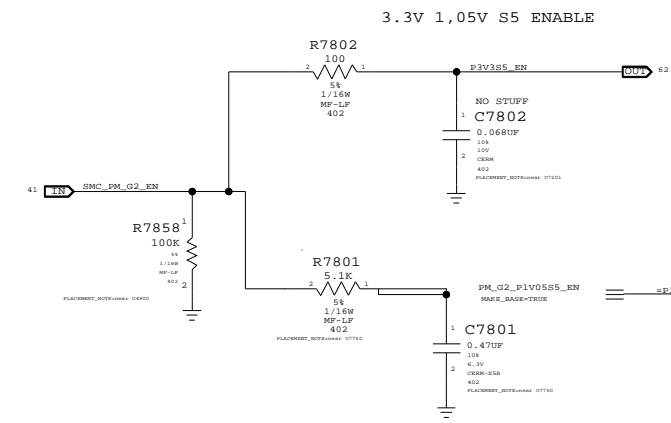 3.3V 1,05V S5 ENABLE
R7802
100
2
1
5%
1/16W
MF-LF
402
P3V3S5_EN
OUT
62
NO STUFF
1
C7802
0.068UF
10%
10V
2
CERM
402
PLACEMENT_NOTE=near U7201
41
IN
SMC_PM_G2_EN
R7858
1
100K
5%
1/16W
MF-LF
402
2
PLACEMENT_NOTE=near U4900
R7801
5.1K
2
1
5%
1/16W
MF-LF
402
PLACEMENT_NOTE=near U7750
PM_G2_P1V05S5_EN
MAKE_BASE=TRUE
=P
1
C7801
0.47UF
10%
6.3V
2
CERM-X5R
402
PLACEMENT_NOTE=near U7750